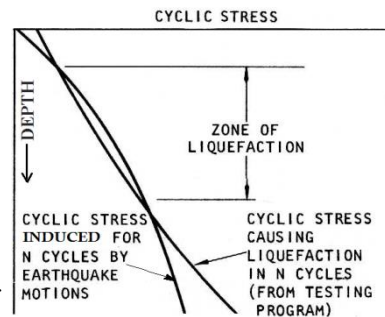 CYCLIC STRESS
DEPTH
ZONE OF
LIQUEFACTION
CYCLIC STRESS
INDUCED FOR
N CYCLES BY
EARTHQUAKE
MOTIONS
CYCLIC STRESS
CAUSING
LIQUEFACTION
IN N CYCLES
(FROM TESTING
PROGRAM)